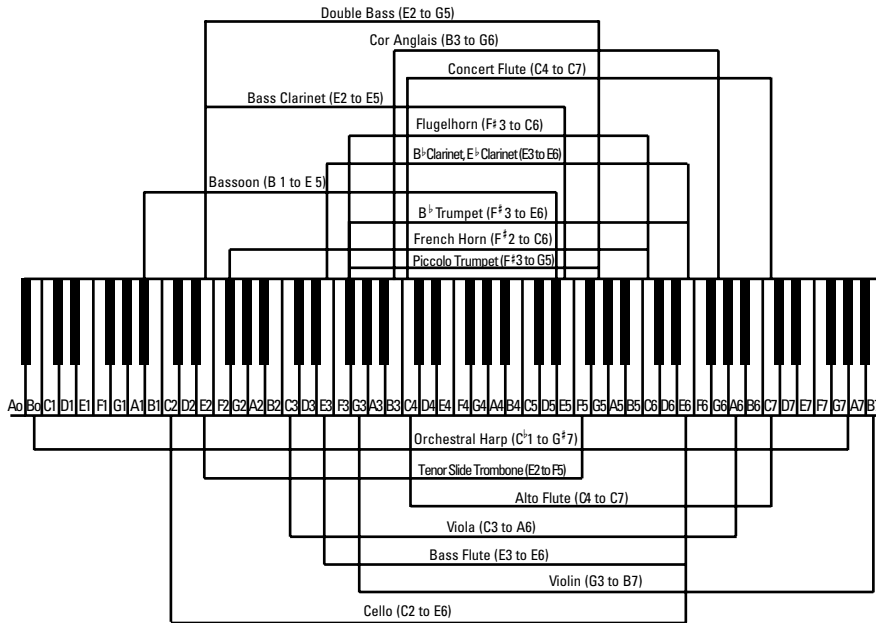 Double Bass (E2 to G5)
Cor Anglais (B3 to G6)
Concert Flute (C4 to C7)
Bass Clarinet (E2 to E5)
Flugelhorn (F♯3 to C6)
B♭Clarinet, E♭Clarinet (E3 to E6)
Bassoon (B 1 to E 5)
B♭Trumpet (F♯3 to E6)
French Horn (F♯2 to C6)
Piccolo Trumpet (F♯3 to G5)
Ao Bo C1 D1 E1 F1 G1 A1 B1 C2 D2 E2 F2 G2 A2 B2 C3 D3 E3 F3 G3 A3 B3 C4 D4 E4 F4 G4 A4 B4 C5 D5 E5 F5 G5 A5 B5 C6 D6 E6 F6 G6 A6 B6 C7 D7 E7 F7 G7 A7 B7
Orchestral Harp (C♭1 to G♯7)
Tenor Slide Trombone (E2 to F5)
Alto Flute (C4 to C7)
Viola (C3 to A6)
Bass Flute (E3 to E6)
Violin (G3 to B7)
Cello (C2 to E6)